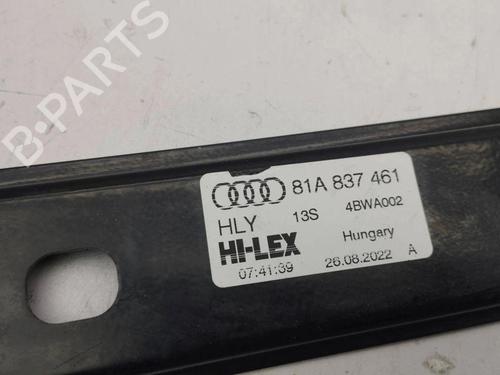 B-PARTS
81A 837 461
HLY 13S 4BWA002
HI-LEX Hungary
07:41:39 26.08.2022 A